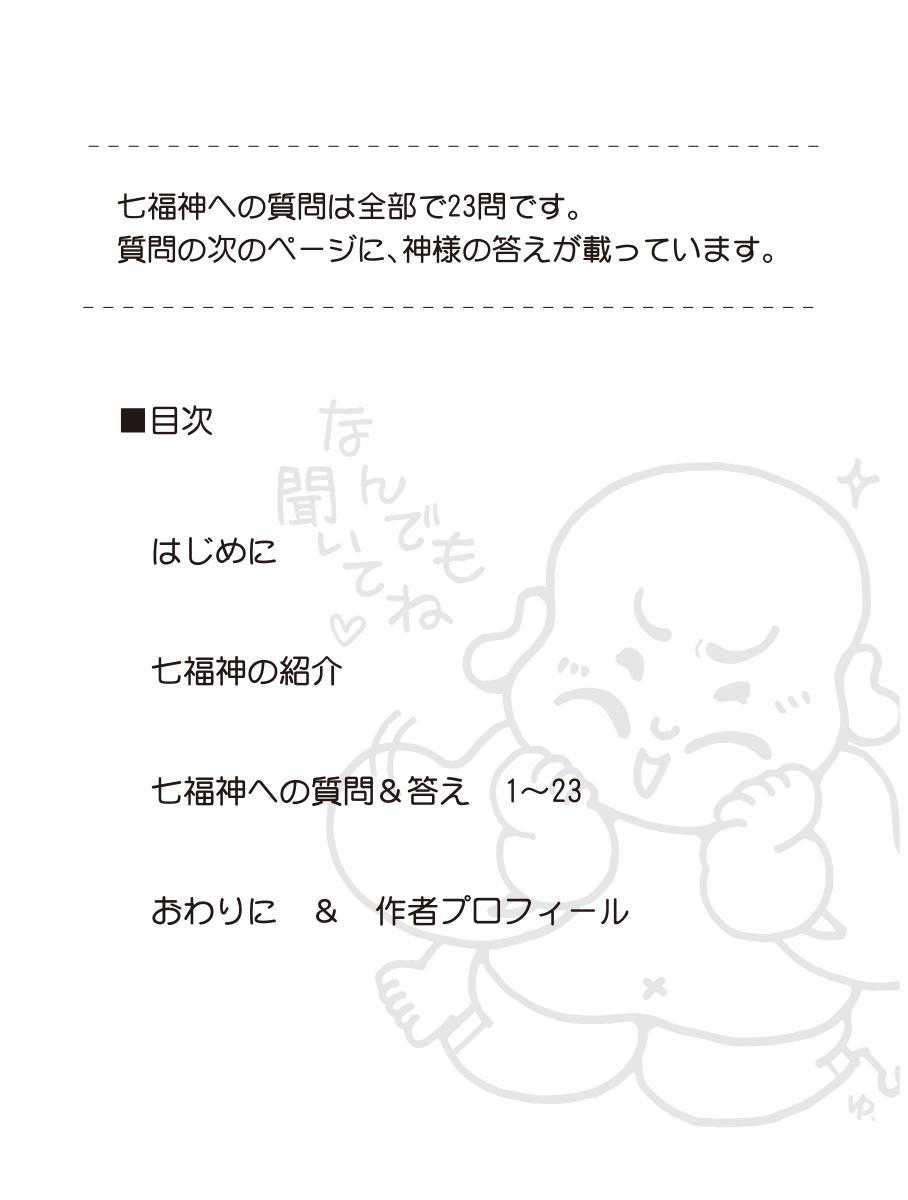 七福神への質問は全部で23問です。
質問の次のページに、神様の答えが載っています。
■目次
なんでも
聞いてね♡
はじめに
七福神の紹介
七福神への質問＆答え　1～23
おわりに　＆　作者プロフィール
ゆ、